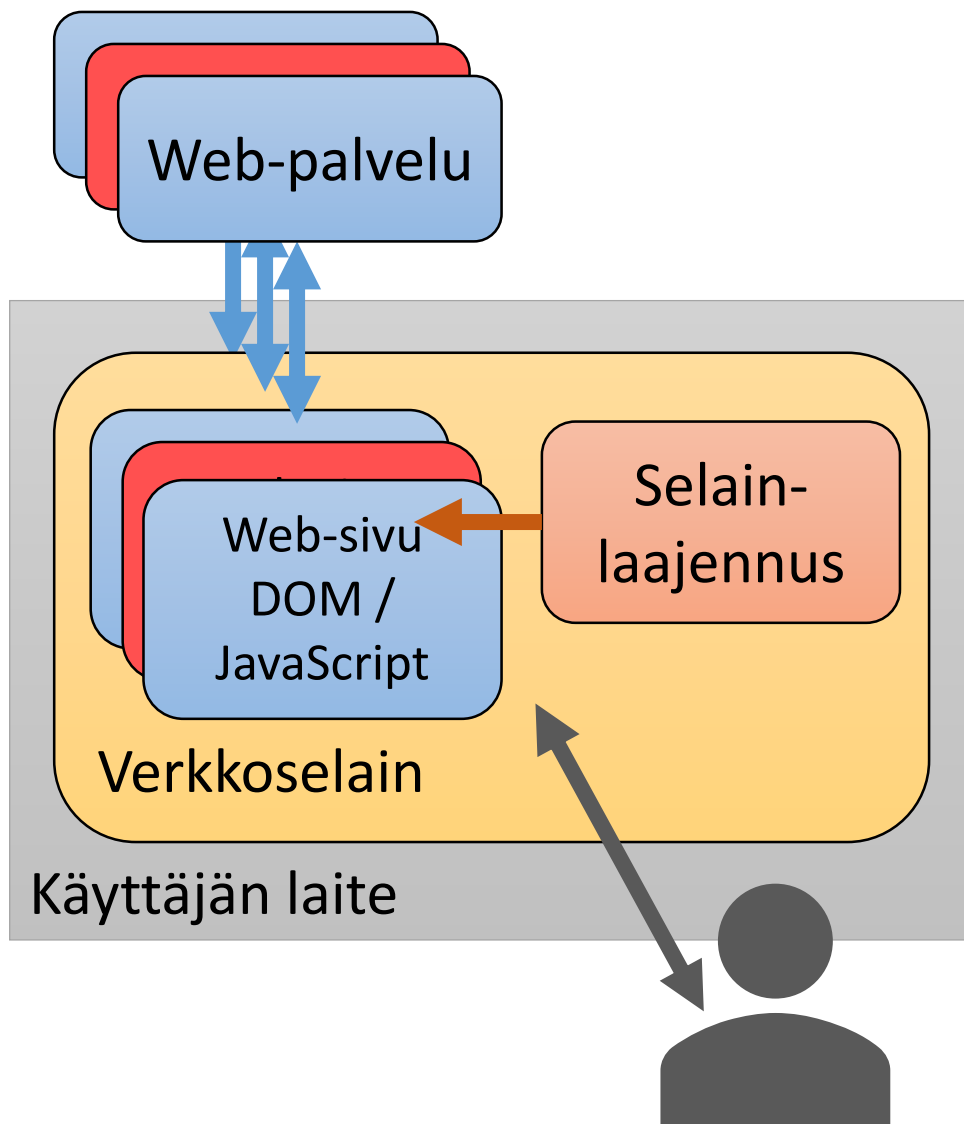 Web-palvelu
Web-sivu
DOM /
JavaScript
Selain-
laajennus
Verkkoselain
Käyttäjän laite